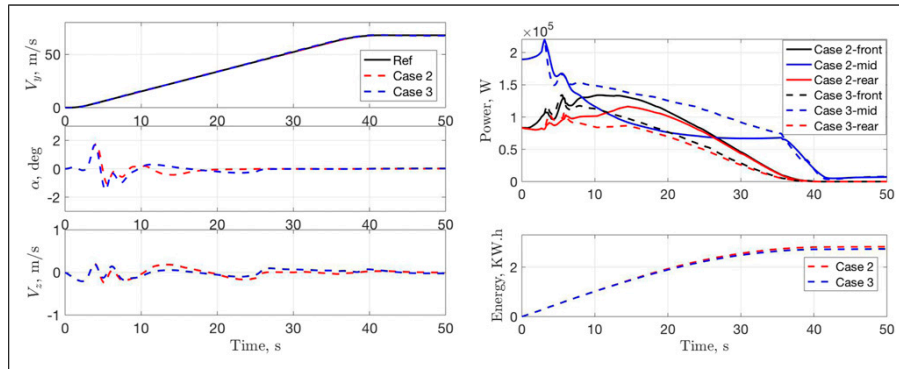 V_y, m/s
50
0
Ref
Case 2
Case 3
0 10 20 30 40 50
α, deg
2
0
-2
0 10 20 30 40 50
V_z, m/s
1
0
-1
0 10 20 30 40 50
Time, s
×10^5
Power, W
2
1.5
1
0.5
0
Case 2-front
Case 2-mid
Case 2-rear
Case 3-front
Case 3-mid
Case 3-rear
0 10 20 30 40 50
Energy, KW.h
2
0
Case 2
Case 3
0 10 20 30 40 50
Time, s